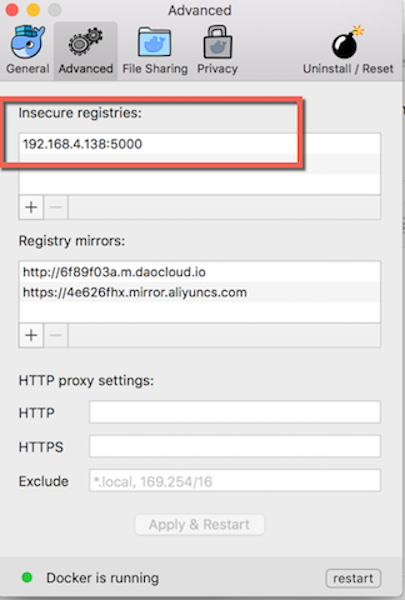 Advanced
General
Advanced
File Sharing
Privacy
Uninstall / Reset
Insecure registries:
192.168.4.138:5000
+ −
Registry mirrors:
http://6f89f03a.m.daocloud.io
https://4e626fhx.mirror.aliyuncs.com
+ −
HTTP proxy settings:
HTTP
HTTPS
Exclude *.local, 169.254/16
Apply & Restart
Docker is running restart